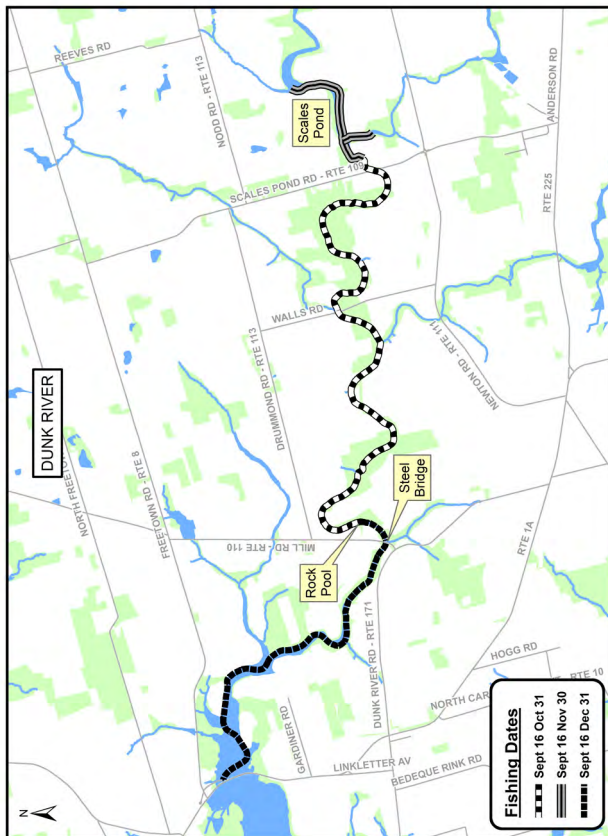 DUNK RIVER
N
REEVES RD
NODD RD - RTE 113
SCALES POND RD - RTE 109
Scales
Pond
ANDERSON RD
RTE 225
WALLS RD
DRUMMOND RD - RTE 113
NEWTON RD - RTE 111
FREETOWN RD - RTE 8
MILL RD - RTE 110
Rock
Pool
Steel
Bridge
RTE 1A
DUNK RIVER RD - RTE 171
HOGG RD
RTE 10
NORTH CAR
GARDINER RD
LINKLETTER AV
BEDEQUE RINK RD
Fishing Dates
Sept 16 Oct 31
Sept 16 Nov 30
Sept 16 Dec 31